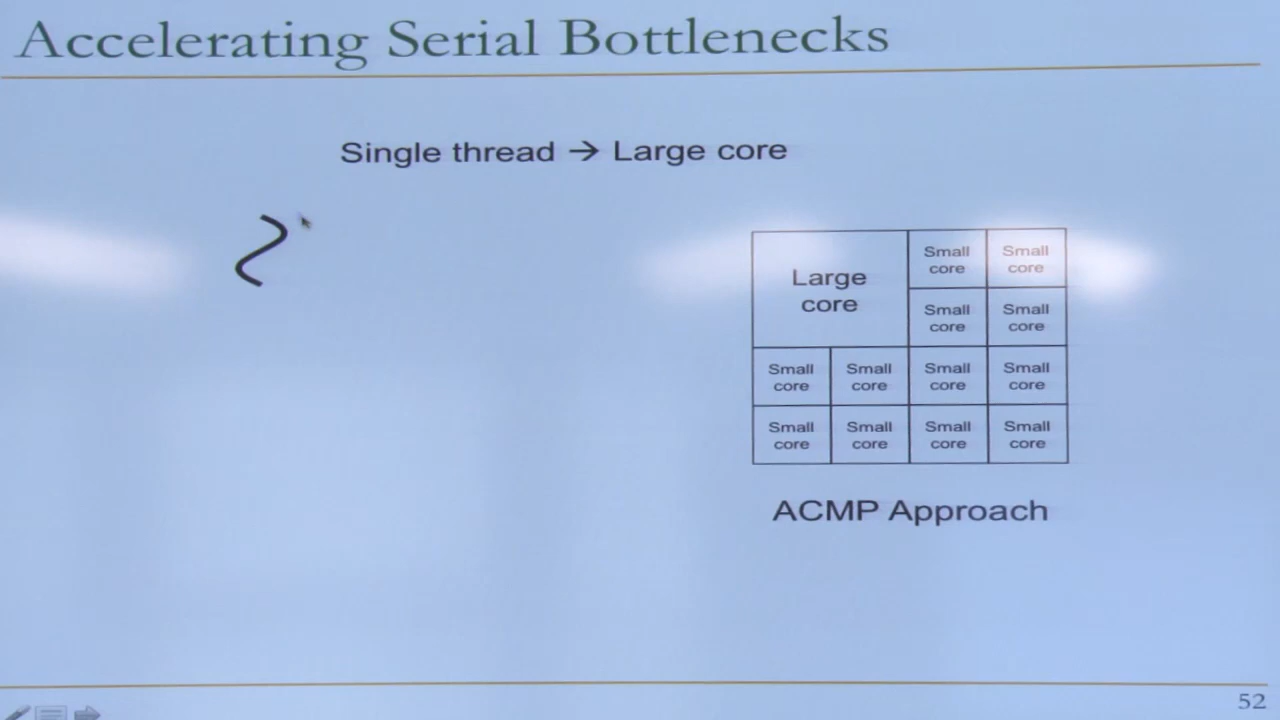 Accelerating Serial Bottlenecks
Single thread → Large core
Large
core
Small
core
Small
core
Small
core
Small
core
Small
core
Small
core
Small
core
Small
core
Small
core
Small
core
Small
core
Small
core
ACMP Approach
52